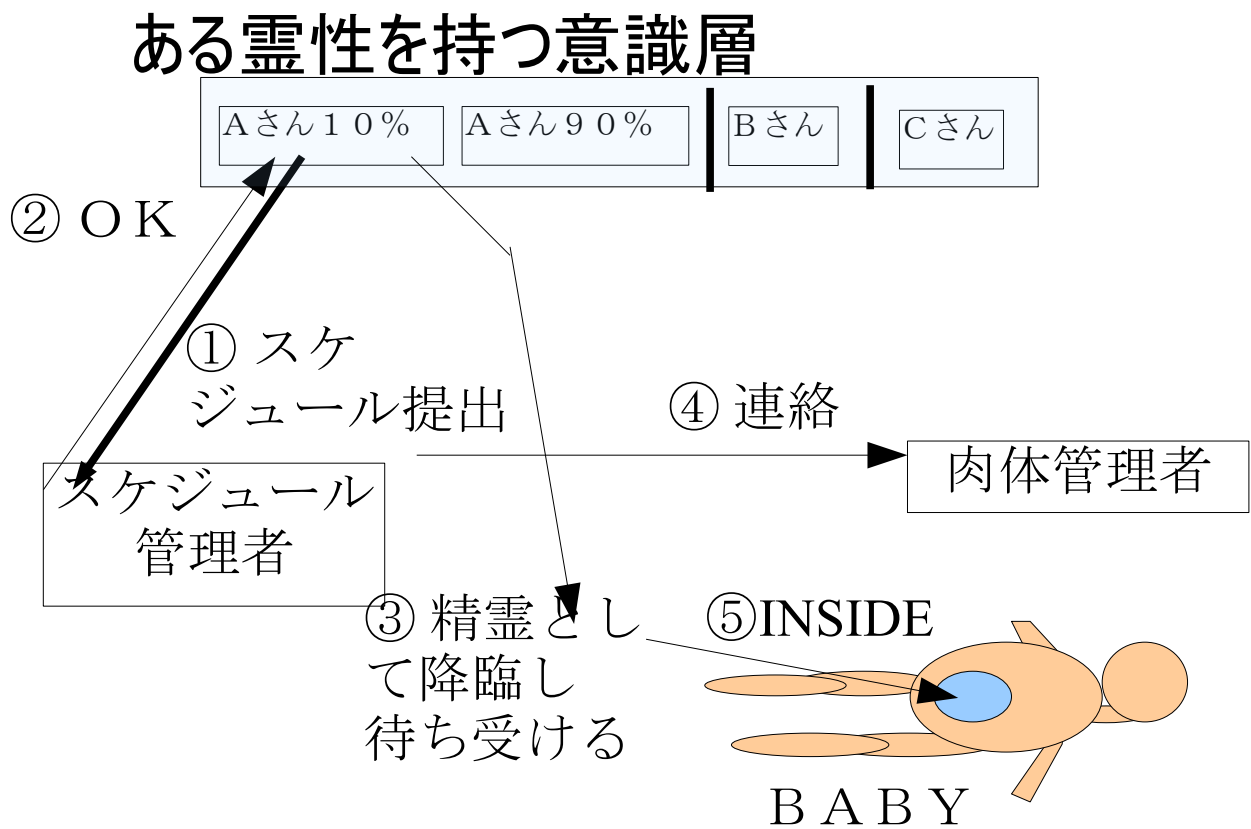 ある霊性を持つ意識層
Ａさん１０％
Ａさん９０％
Ｂさん
Ｃさん
② ＯＫ
① スケ
ジュール提出
④ 連絡
スケジュール
管理者
肉体管理者
③ 精霊とし
て降臨し
待ち受ける
⑤INSIDE
ＢＡＢＹ